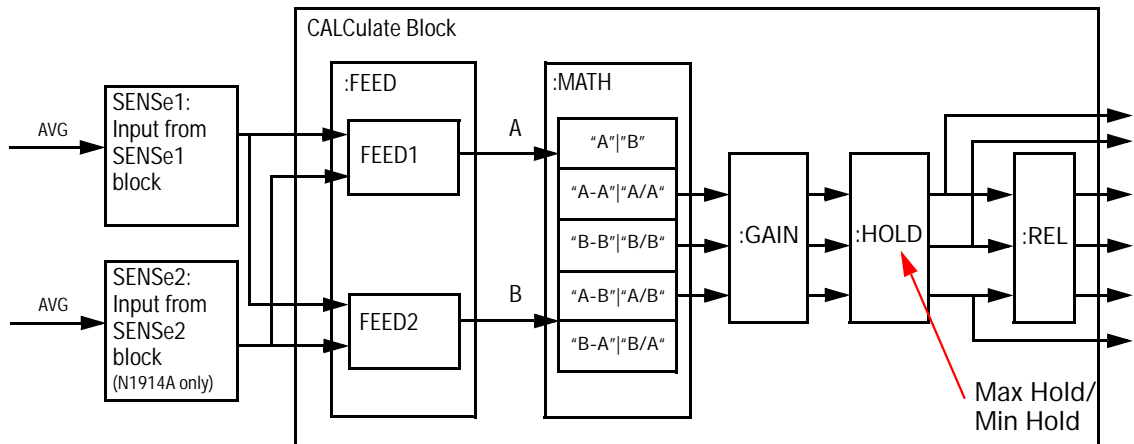 CALCulate Block
AVG
SENSe1:
Input from
SENSe1
block
AVG
SENSe2:
Input from
SENSe2
block
(N1914A only)
:FEED
FEED1
FEED2
A
B
:MATH
“A”|”B”
“A-A”|“A/A“
“B-B”|“B/B“
“A-B”|“A/B“
“B-A”|“B/A“
:GAIN
:HOLD
:REL
Max Hold/
Min Hold